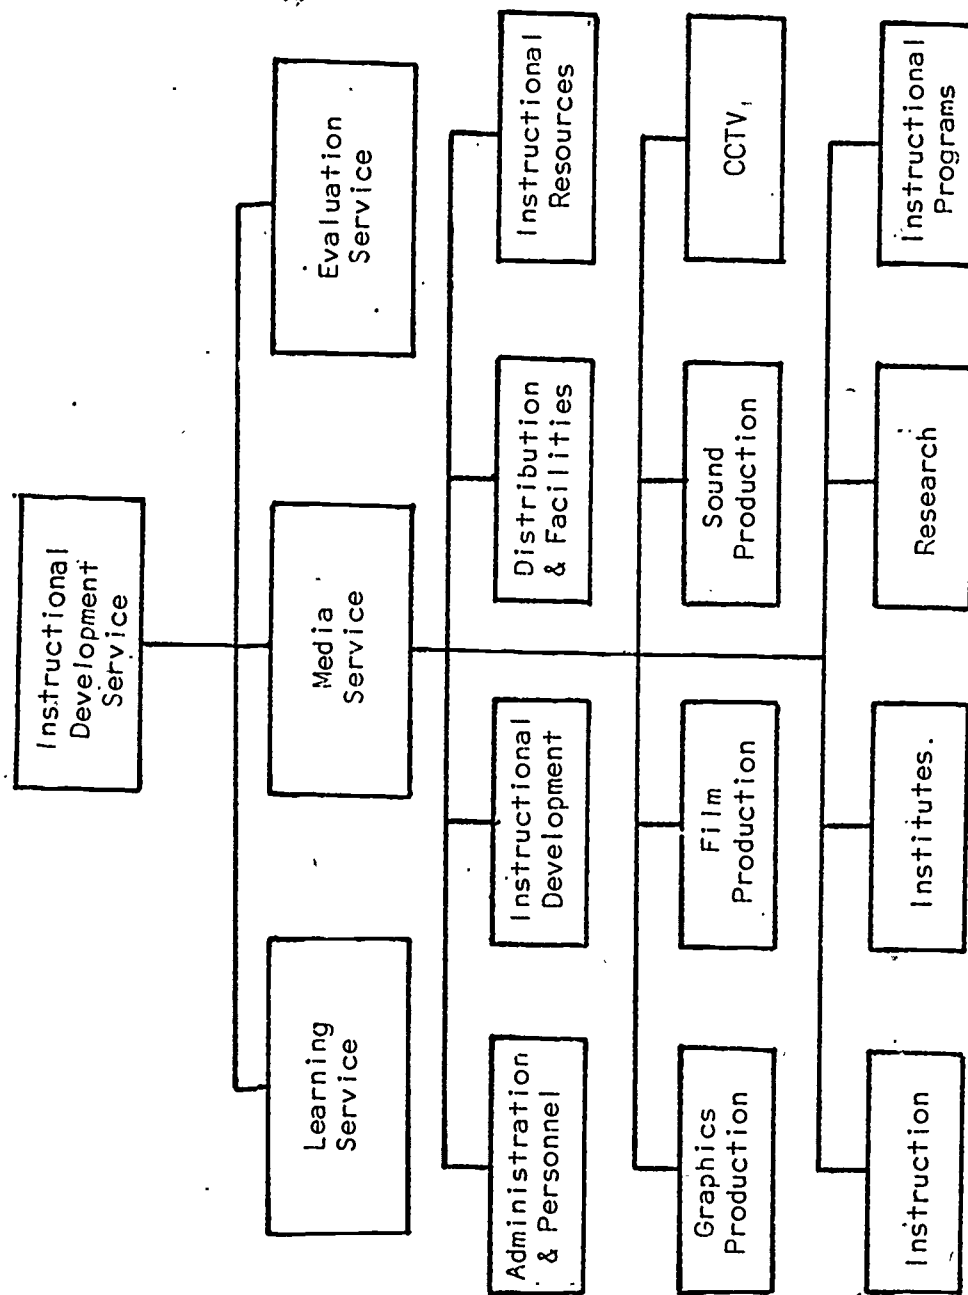 Instructional
Development
Service
Learning
Service
Media
Service
Evaluation
Service
Administration
& Personnel
Instructional
Development
Distribution
& Facilities
Instructional
Resources
Graphics
Production
Film
Production
Sound
Production
CCTV
Instruction
Institutes.
Research
Instructional
Programs